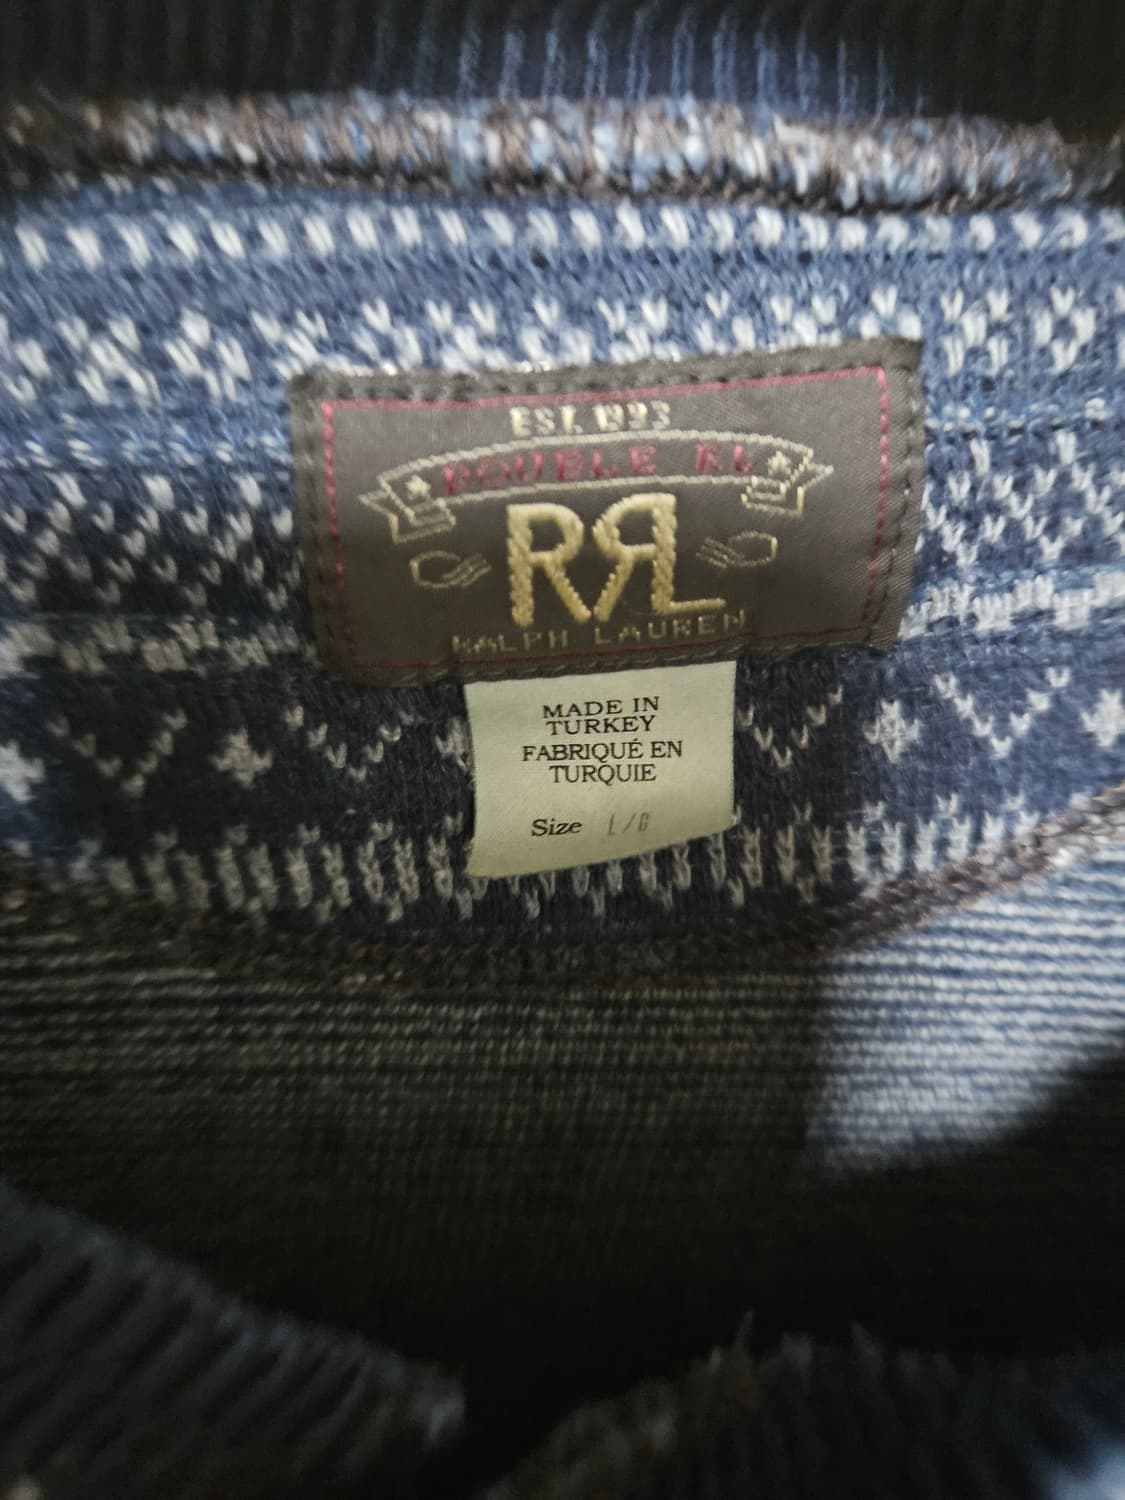 EST. 1993
DOUBLE RL
RRL
RALPH LAUREN
MADE IN
TURKEY
FABRIQUÉ EN
TURQUIE
Size L/G